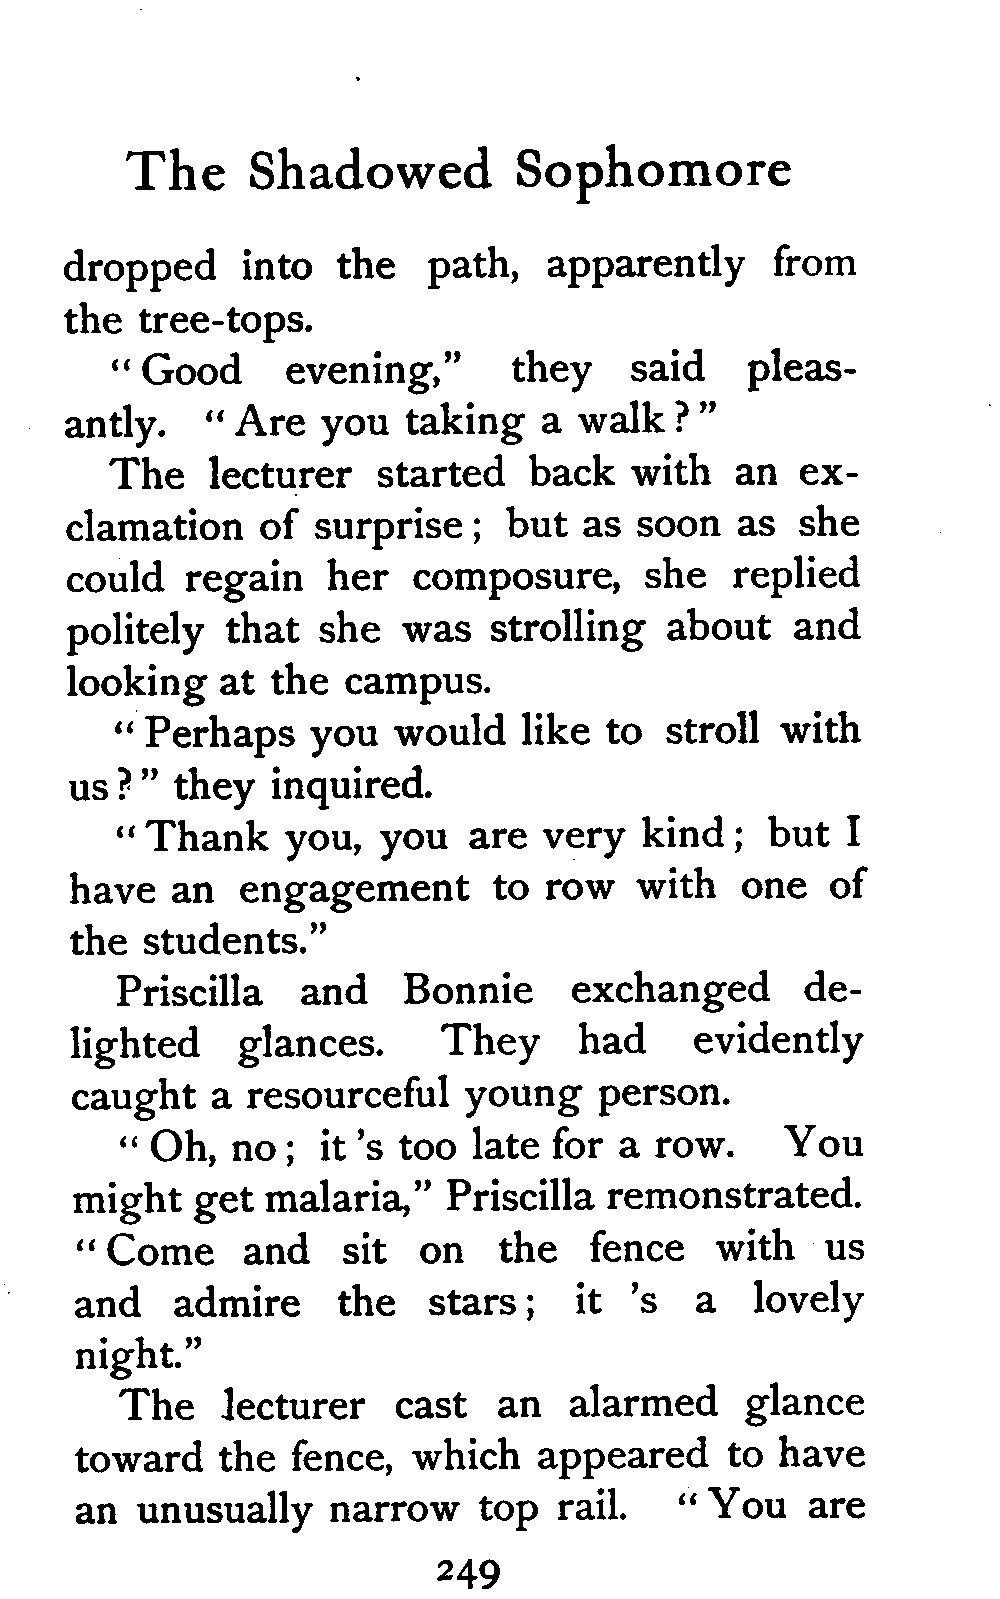 The Shadowed Sophomore
dropped into the path, apparently from
the tree-tops.
“Good evening,” they said pleas-
antly. “Are you taking a walk?”
The lecturer started back with an ex-
clamation of surprise; but as soon as she
could regain her composure, she replied
politely that she was strolling about and
looking at the campus.
“Perhaps you would like to stroll with
us?” they inquired.
“Thank you, you are very kind; but I
have an engagement to row with one of
the students.”
Priscilla and Bonnie exchanged de-
lighted glances. They had evidently
caught a resourceful young person.
“Oh, no; it 's too late for a row. You
might get malaria,” Priscilla remonstrated.
“Come and sit on the fence with us
and admire the stars; it 's a lovely
night.”
The lecturer cast an alarmed glance
toward the fence, which appeared to have
an unusually narrow top rail. “You are
249